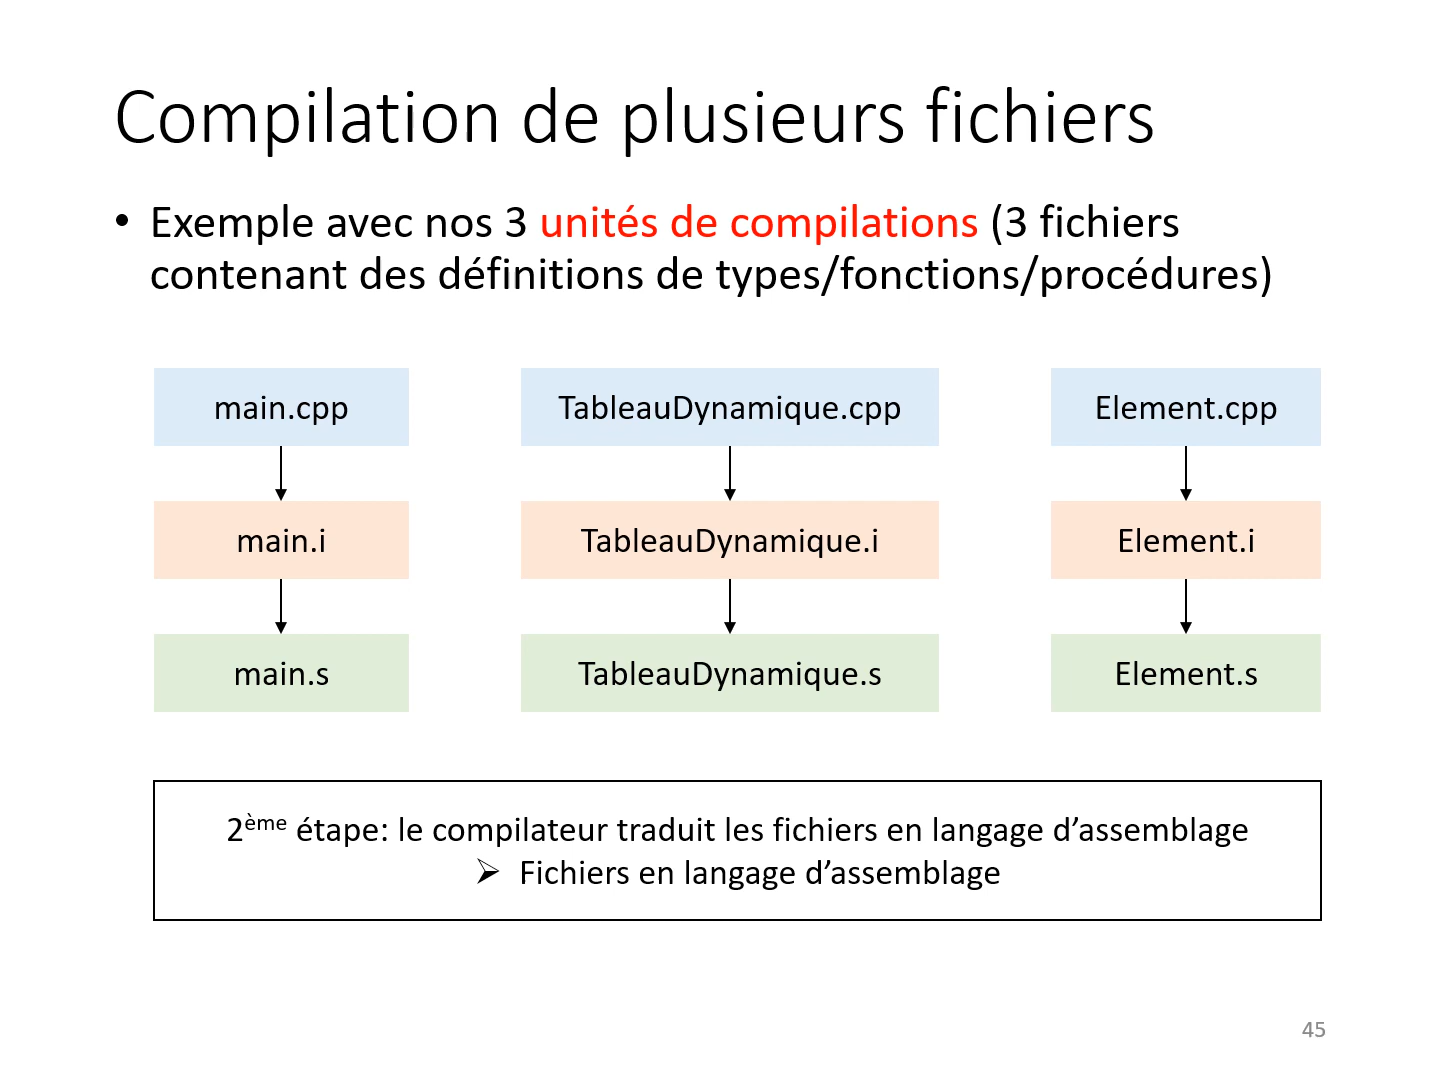 Compilation de plusieurs fichiers
• Exemple avec nos 3 unités de compilations (3 fichiers
contenant des définitions de types/fonctions/procédures)
main.cpp
TableauDynamique.cpp
Element.cpp
main.i
TableauDynamique.i
Element.i
main.s
TableauDynamique.s
Element.s
2ème étape: le compilateur traduit les fichiers en langage d’assemblage
➢ Fichiers en langage d’assemblage
45